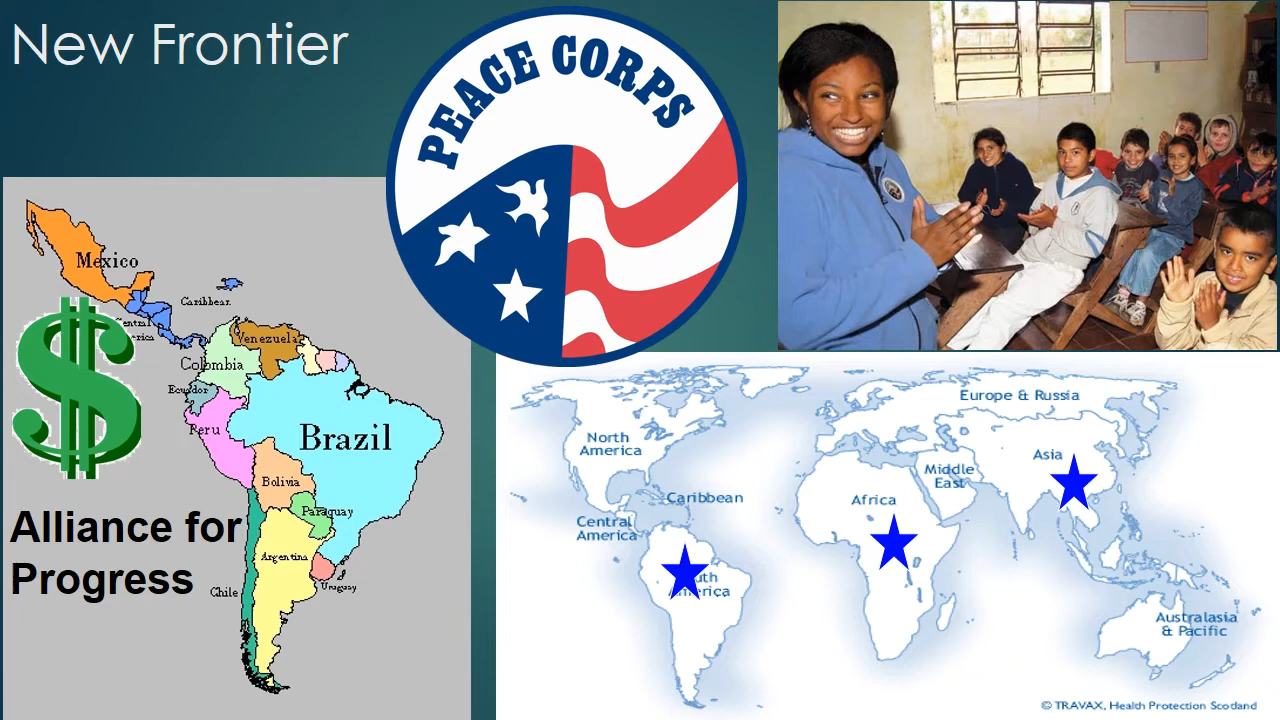 New Frontier
PEACE CORPS
Mexico
Caribbean
Venezuela
Colombia
Ecuador
Peru
Brazil
Bolivia
Paraguay
Argentina
Uruguay
Chile
$
Alliance for
Progress
Europe & Russia
North
America
Asia
Middle
East
Africa
Caribbean
Central
America
Australasia
& Pacific
© TRAVAX, Health Protection Scotland